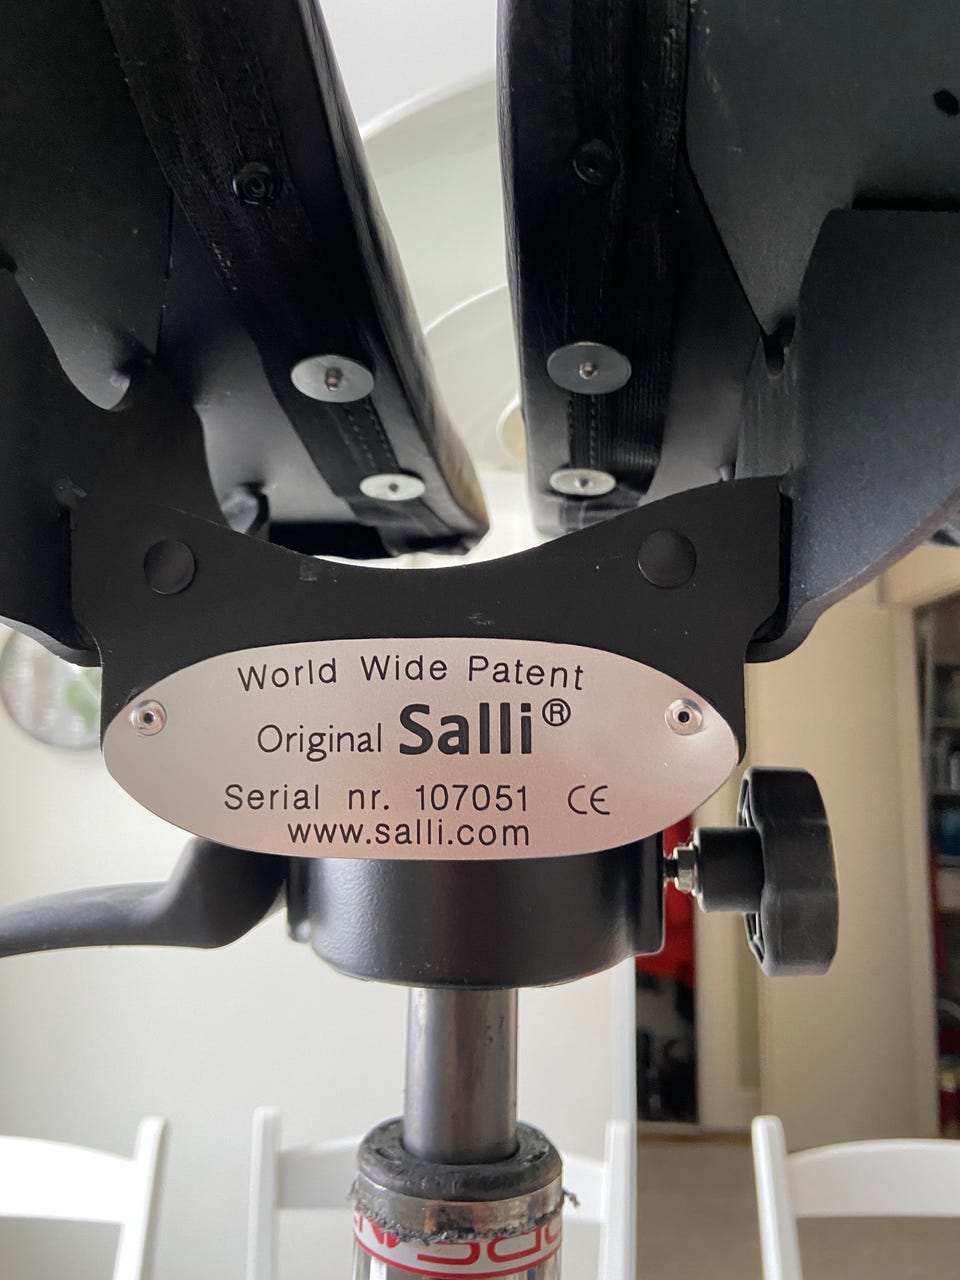 World Wide Patent
Original Salli®
Serial nr. 107051 CE
www.salli.com